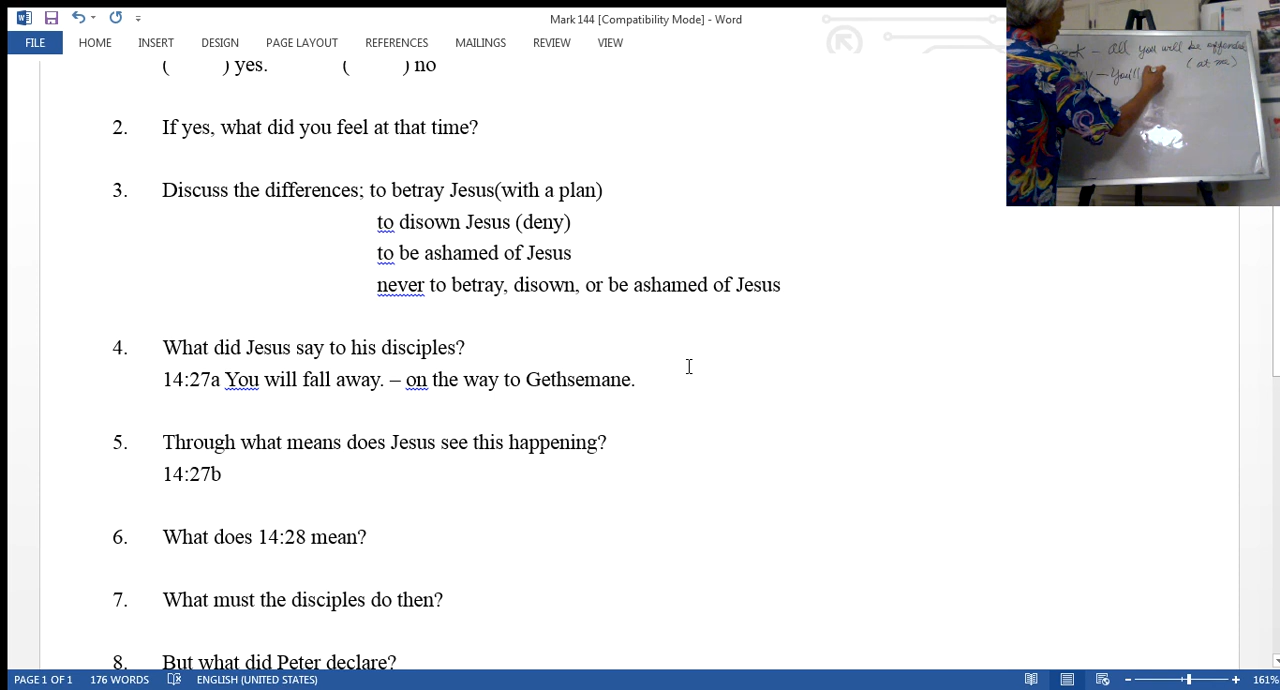 Mark 144 [Compatibility Mode] - Word
FILE HOME INSERT DESIGN PAGE LAYOUT REFERENCES MAILINGS REVIEW VIEW
( ) yes. ( ) no
2. If yes, what did you feel at that time?
3. Discuss the differences; to betray Jesus(with a plan)
to disown Jesus (deny)
to be ashamed of Jesus
never to betray, disown, or be ashamed of Jesus
4. What did Jesus say to his disciples?
14:27a You will fall away. – on the way to Gethsemane.
5. Through what means does Jesus see this happening?
14:27b
6. What does 14:28 mean?
7. What must the disciples do then?
8. But what did Peter declare?
PAGE 1 OF 1 176 WORDS ENGLISH (UNITED STATES) 161%
– all you will be
(at me)
– You'll